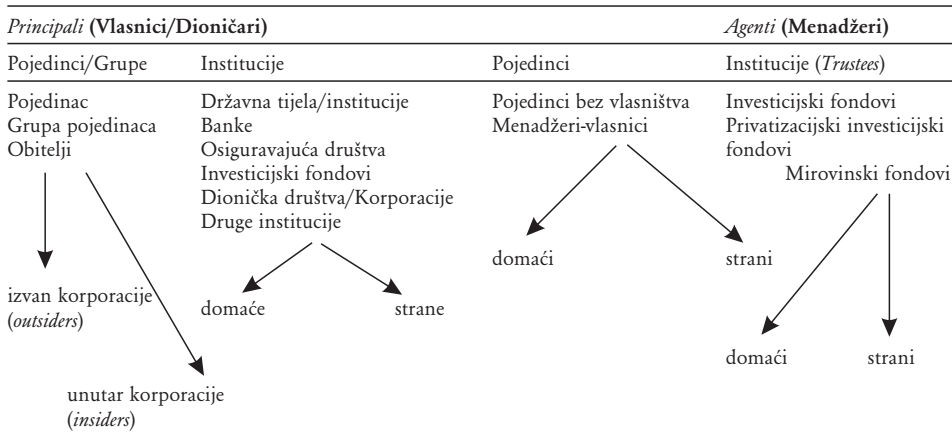 Principali (Vlasnici/Dioničari) Agenti (Menadžeri)
Pojedinci/Grupe Institucije Pojedinci Institucije (Trustees)
Pojedinac Državna tijela/institucije Pojedinci bez vlasništva Investicijski fondovi
Grupa pojedinaca Banke Menadžeri-vlasnici Privatizacijski investicijski
Obitelji Osiguravajuća društva fondovi
Investicijski fondovi Mirovinski fondovi
Dionička društva/Korporacije
Druge institucije
domaći strani
izvan korporacije domaće strane
(outsiders)
domaći strani
unutar korporacije
(insiders)